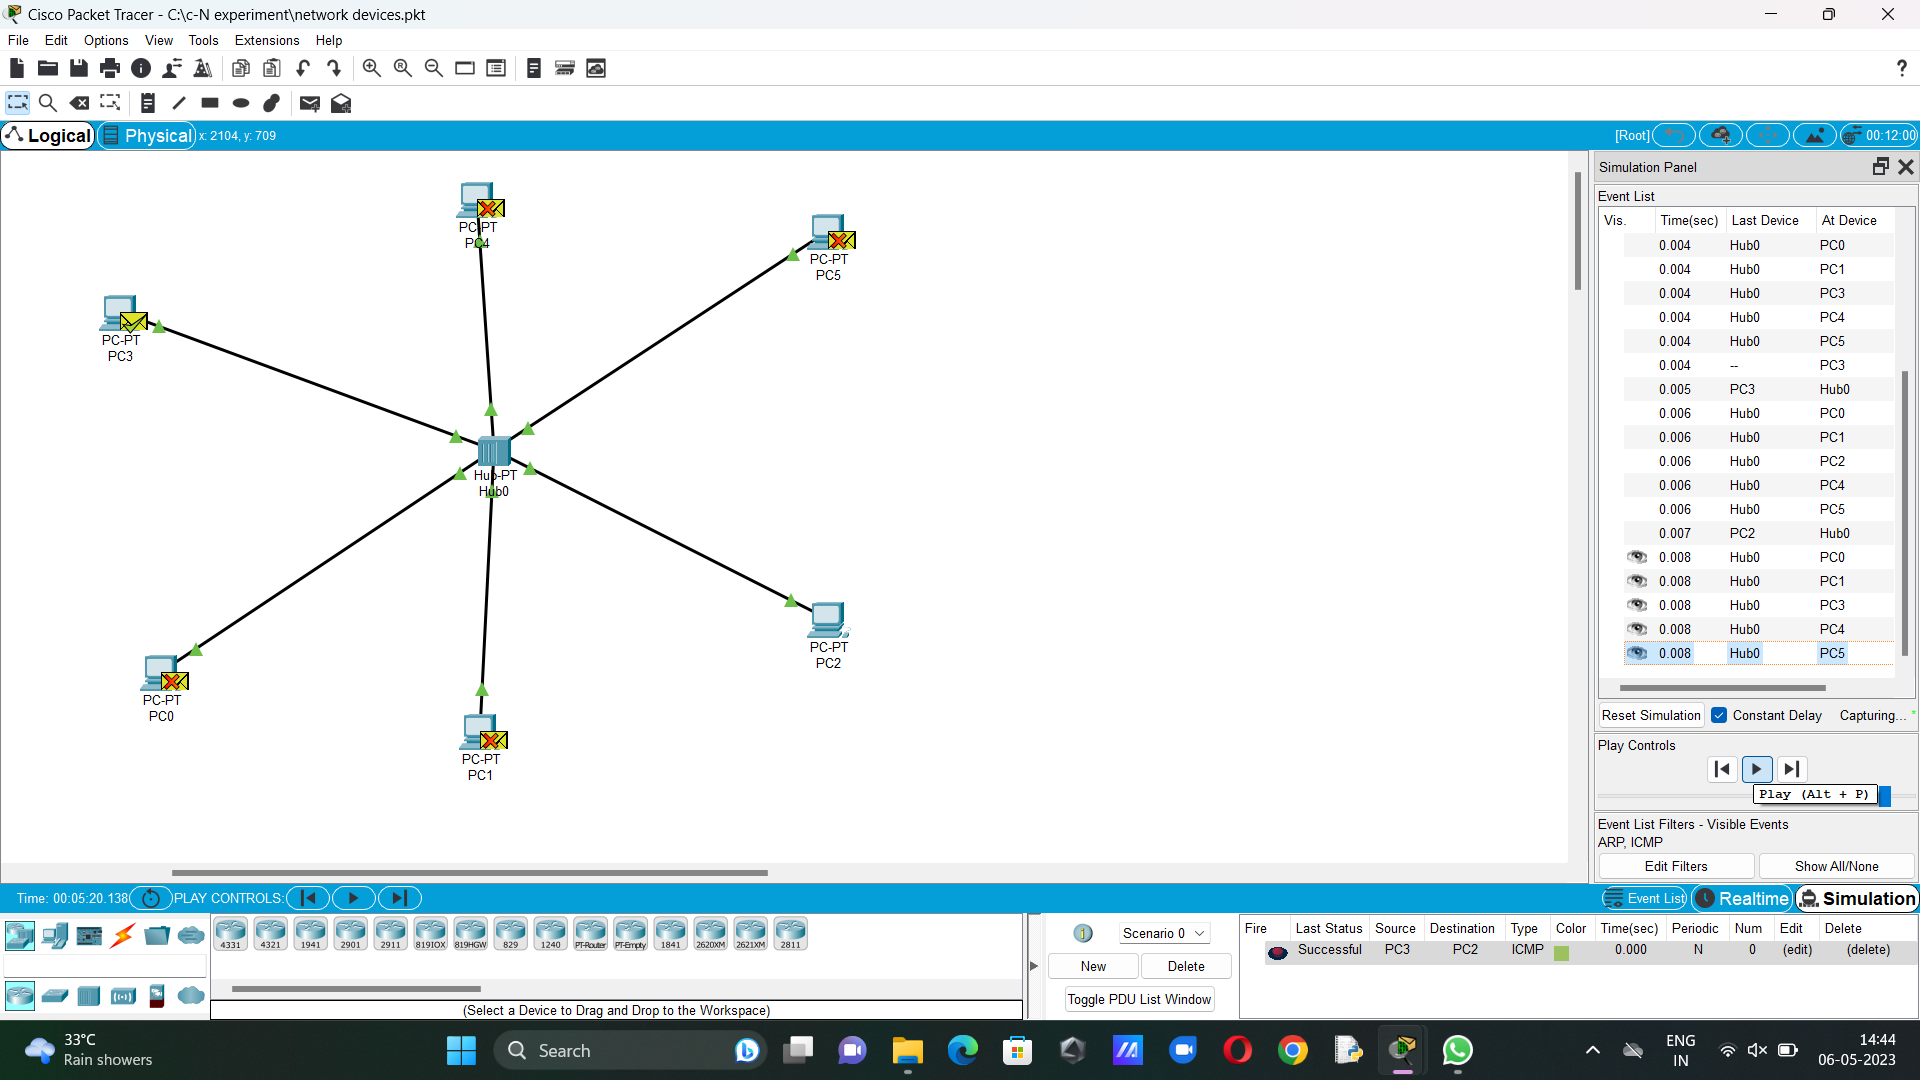 Cisco Packet Tracer - C:\c-N experiment\network devices.pkt
File Edit Options View Tools Extensions Help
?
Logical Physical x: 2104, y: 709 [Root] 00:12:00
PC-PT
PC4
PC-PT
PC5
PC-PT
PC3
Hub-PT
Hub0
PC-PT
PC2
PC-PT
PC0
PC-PT
PC1
Simulation Panel
Event List
Vis. Time(sec) Last Device At Device
0.004 Hub0 PC0
0.004 Hub0 PC1
0.004 Hub0 PC3
0.004 Hub0 PC4
0.004 Hub0 PC5
0.004 -- PC3
0.005 PC3 Hub0
0.006 Hub0 PC0
0.006 Hub0 PC1
0.006 Hub0 PC2
0.006 Hub0 PC4
0.006 Hub0 PC5
0.007 PC2 Hub0
0.008 Hub0 PC0
0.008 Hub0 PC1
0.008 Hub0 PC3
0.008 Hub0 PC4
0.008 Hub0 PC5
Reset Simulation Constant Delay Capturing... *
Play Controls
Play (Alt + P)
Event List Filters - Visible Events
ARP, ICMP
Edit Filters Show All/None
Time: 00:05:20.138 PLAY CONTROLS: Event List Realtime Simulation
4331 4321 1941 2901 2911 819IOX 819HGW 829 1240 PT-Router PT-Empty 1841 2620XM 2621XM 2811
(Select a Device to Drag and Drop to the Workspace)
1 Scenario 0
New Delete
Toggle PDU List Window
Fire Last Status Source Destination Type Color Time(sec) Periodic Num Edit Delete
Successful PC3 PC2 ICMP 0.000 N 0 (edit) (delete)
33°C
Rain showers
Search
ENG
IN
14:44
06-05-2023